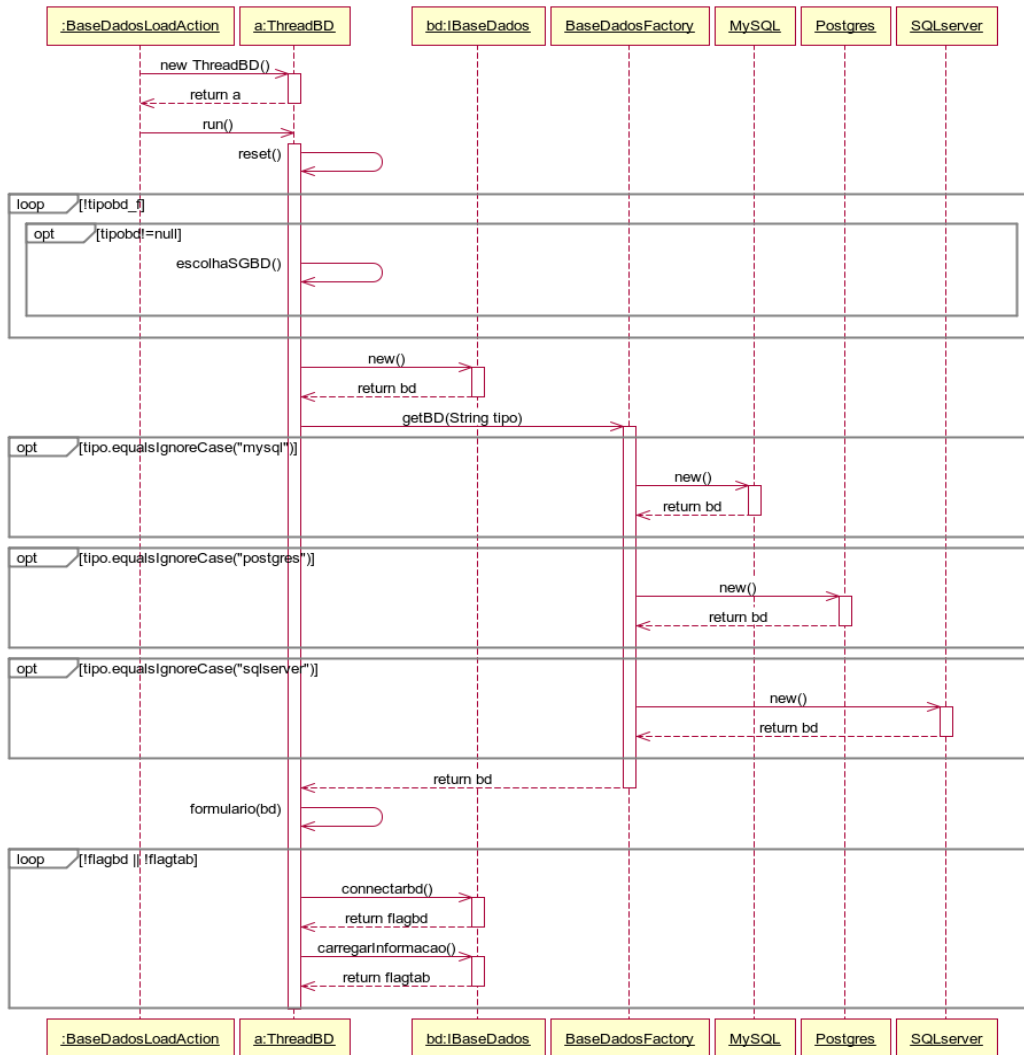 :BaseDadosLoadAction a:ThreadBD bd:IBaseDados BaseDadosFactory MySQL Postgres SQLserver
new ThreadBD()
return a
run()
reset()
loop [!tipobd_f]
opt [tipobd!=null]
escolhaSGBD()
new()
return bd
getBD(String tipo)
opt [tipo.equalsIgnoreCase("mysql")]
new()
return bd
opt [tipo.equalsIgnoreCase("postgres")]
new()
return bd
opt [tipo.equalsIgnoreCase("sqlserver")]
new()
return bd
return bd
formulario(bd)
loop [!flagbd || !flagtab]
connectarbd()
return flagbd
carregarInformacao()
return flagtab
:BaseDadosLoadAction a:ThreadBD bd:IBaseDados BaseDadosFactory MySQL Postgres SQLserver